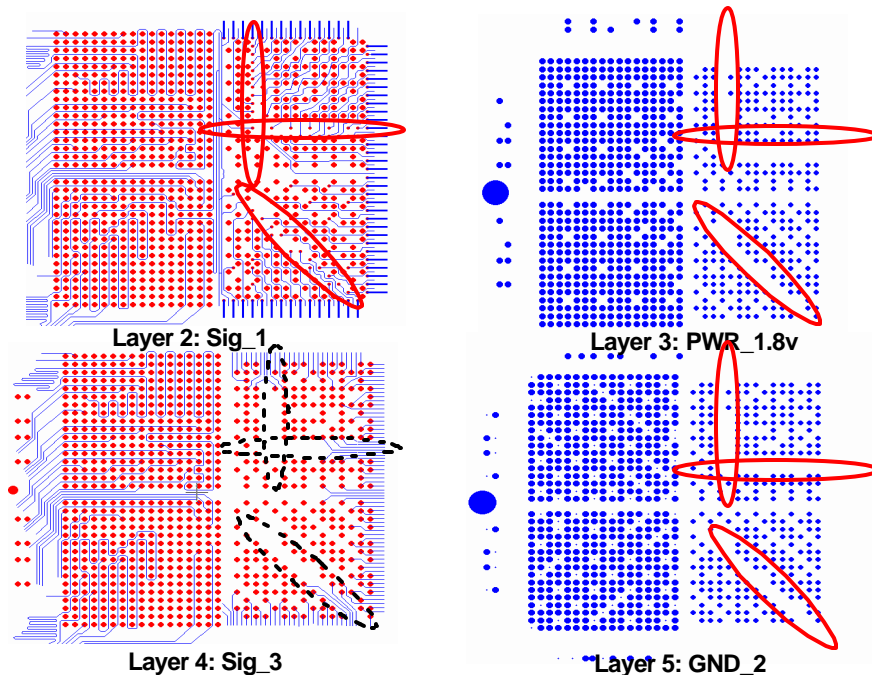 Layer 2: Sig_1
Layer 3: PWR_1.8v
Layer 4: Sig_3
Layer 5: GND_2